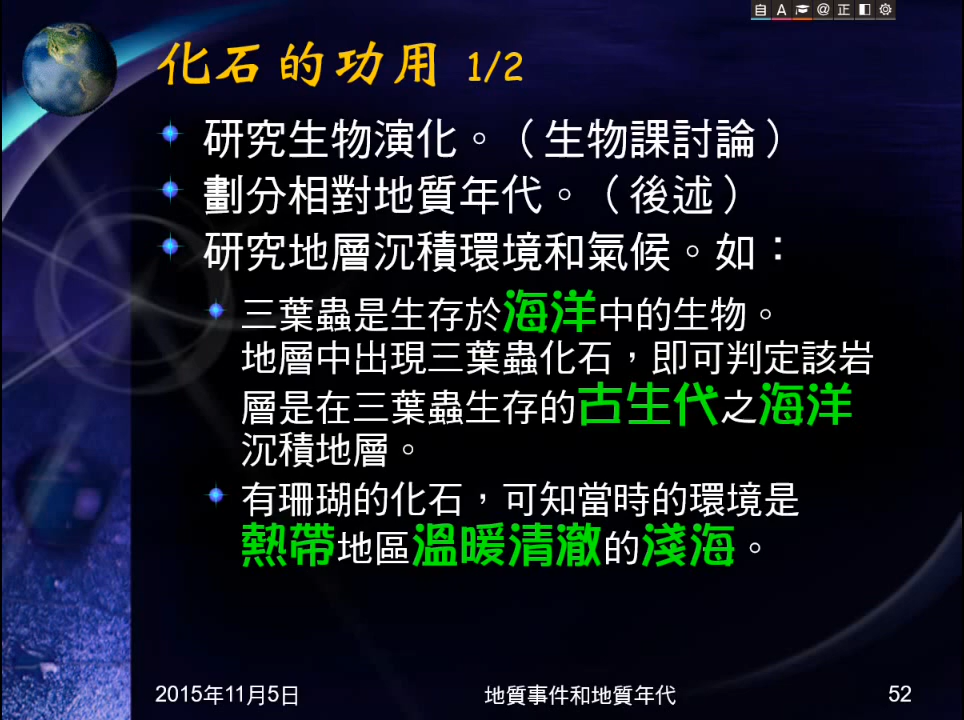 自 A @ 正
化石的功用 1/2
研究生物演化。（生物課討論）
劃分相對地質年代。（後述）
研究地層沉積環境和氣候。如：
三葉蟲是生存於海洋中的生物。
地層中出現三葉蟲化石，即可判定該岩
層是在三葉蟲生存的古生代之海洋
沉積地層。
有珊瑚的化石，可知當時的環境是
熱帶地區溫暖清澈的淺海。
2015年11月5日 地質事件和地質年代 52